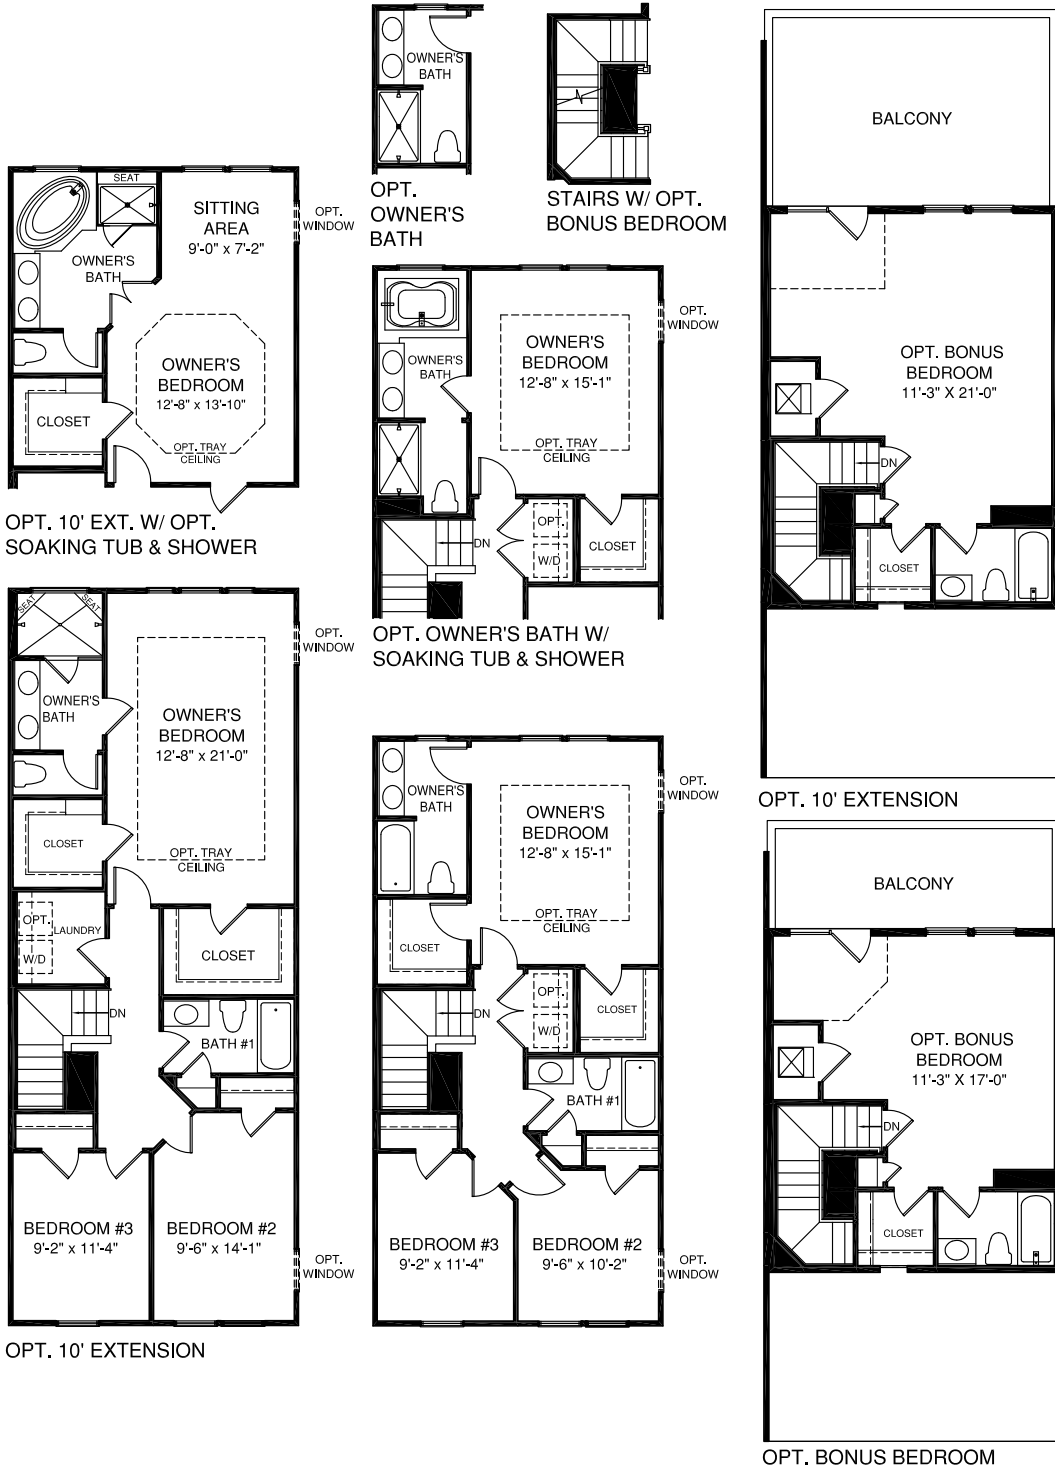 OWNER'S
BATH
OPT.
OWNER'S
BATH
STAIRS W/ OPT.
BONUS BEDROOM
BALCONY
OPT. BONUS
BEDROOM
11'-3" X 21'-0"
DN
CLOSET
OPT. 10' EXTENSION
SEAT
SITTING
AREA
9'-0" x 7'-2"
OPT.
WINDOW
OWNER'S
BATH
OWNER'S
BEDROOM
12'-8" x 13'-10"
CLOSET
OPT. TRAY
CEILING
OPT. 10' EXT. W/ OPT.
SOAKING TUB & SHOWER
OPT.
WINDOW
OWNER'S
BEDROOM
12'-8" x 15'-1"
OWNER'S
BATH
OPT. TRAY
CEILING
DN
OPT.
W/D
CLOSET
OPT. OWNER'S BATH W/
SOAKING TUB & SHOWER
SEAT
SEAT
OPT.
WINDOW
OWNER'S
BATH
OWNER'S
BEDROOM
12'-8" x 21'-0"
CLOSET
OPT. TRAY
CEILING
OPT.
LAUNDRY
W/D
CLOSET
DN
BATH #1
BEDROOM #3
9'-2" x 11'-4"
BEDROOM #2
9'-6" x 14'-1"
OPT.
WINDOW
OPT. 10' EXTENSION
OWNER'S
BATH
OPT.
WINDOW
OWNER'S
BEDROOM
12'-8" x 15'-1"
OPT. TRAY
CEILING
CLOSET
OPT.
W/D
CLOSET
DN
BATH #1
BEDROOM #3
9'-2" x 11'-4"
BEDROOM #2
9'-6" x 10'-2"
OPT.
WINDOW
BALCONY
OPT. BONUS
BEDROOM
11'-3" X 17'-0"
DN
CLOSET
OPT. BONUS BEDROOM